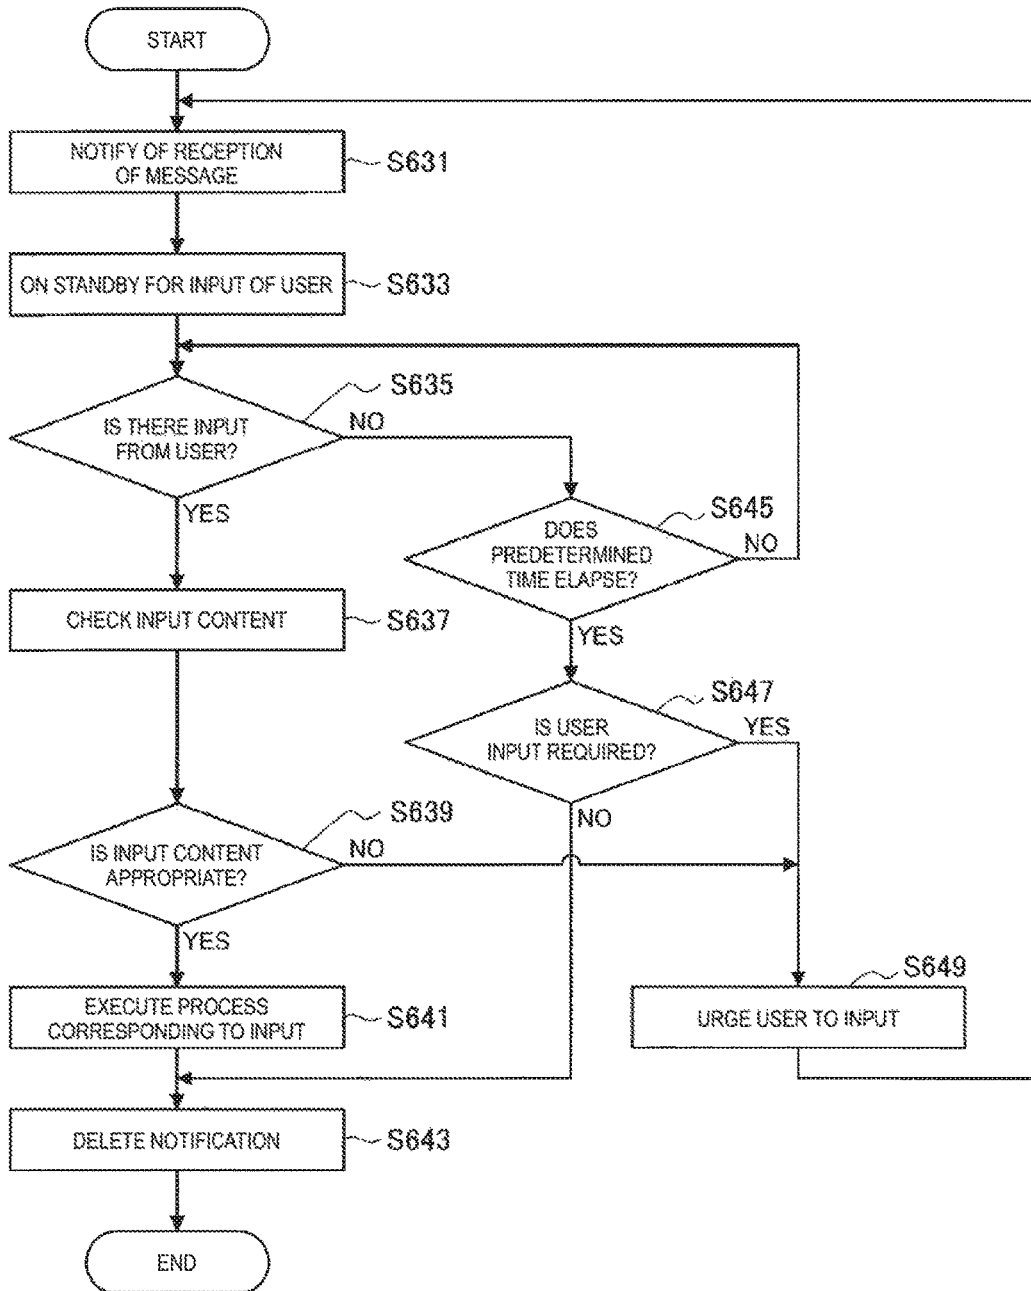 START
NOTIFY OF RECEPTION
OF MESSAGE
S631
ON STANDBY FOR INPUT OF USER
S633
S635
IS THERE INPUT
FROM USER?
NO
YES
S645
DOES
PREDETERMINED
TIME ELAPSE?
NO
YES
CHECK INPUT CONTENT
S637
S647
IS USER
INPUT REQUIRED?
YES
NO
S639
IS INPUT CONTENT
APPROPRIATE?
NO
YES
S649
URGE USER TO INPUT
EXECUTE PROCESS
CORRESPONDING TO INPUT
S641
DELETE NOTIFICATION
S643
END